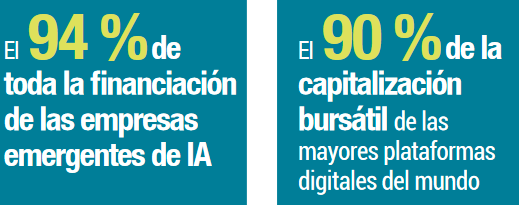 El 94 % de
toda la financiación
de las empresas
emergentes de IA
El 90 % de la
capitalización
bursátil de las
mayores plataformas
digitales del mundo